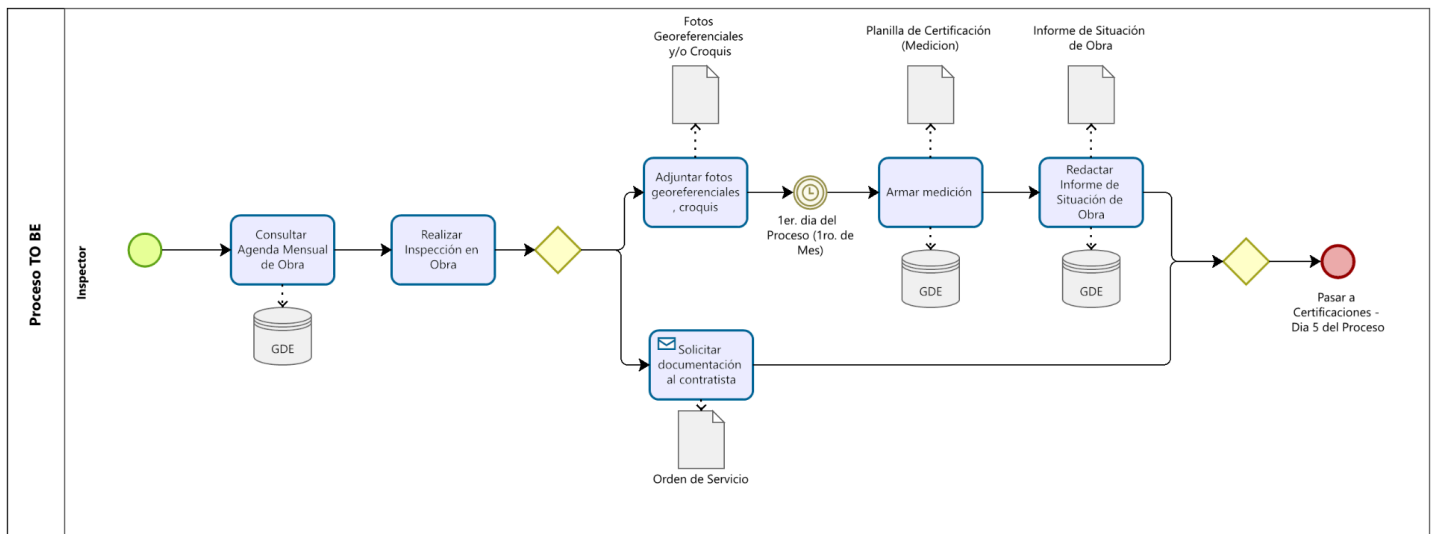 Proceso TO BE
Inspector
Consultar
Agenda Mensual
de Obra
GDE
Realizar
Inspección en
Obra
Fotos
Georeferenciales
y/o Croquis
Adjuntar fotos
georeferenciales
, croquis
1er. dia del
Proceso (1ro. de
Mes)
Planilla de Certificación
(Medicion)
Armar medición
GDE
Informe de Situación
de Obra
Redactar
Informe de
Situación de
Obra
GDE
Solicitar
documentación
al contratista
Orden de Servicio
Pasar a
Certificaciones -
Dia 5 del Proceso